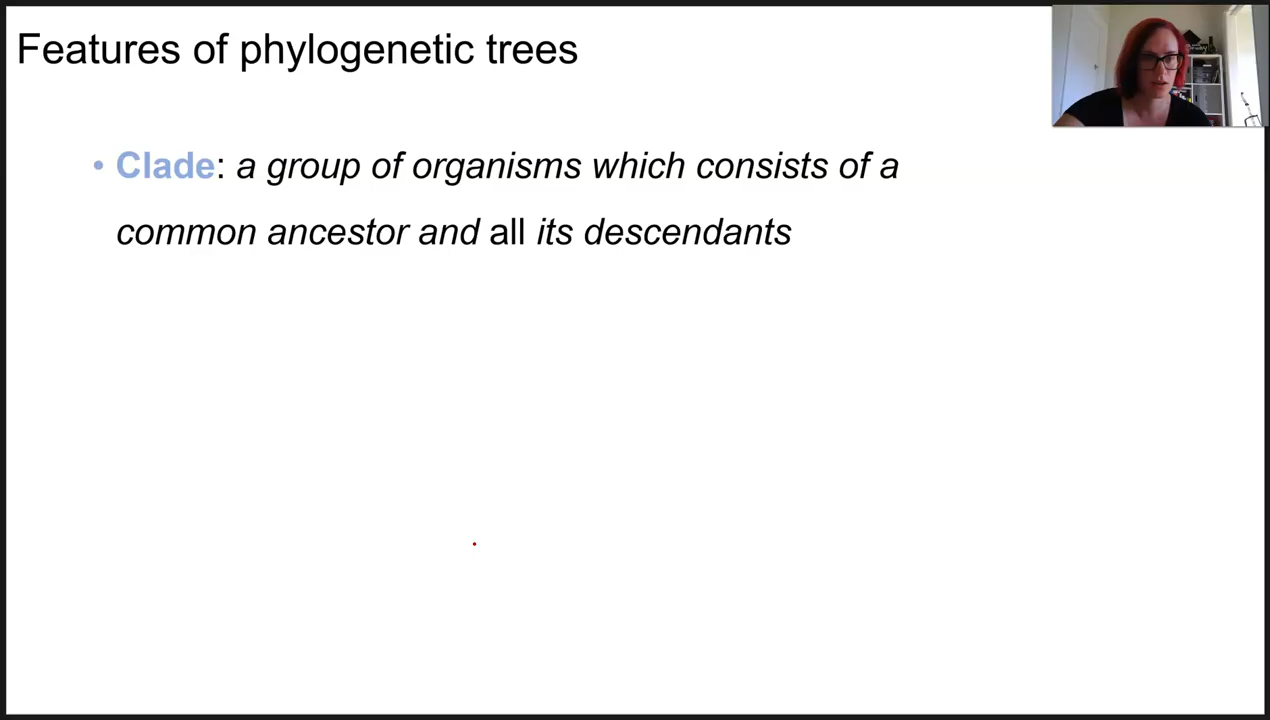 Features of phylogenetic trees
• Clade: a group of organisms which consists of a
common ancestor and all its descendants